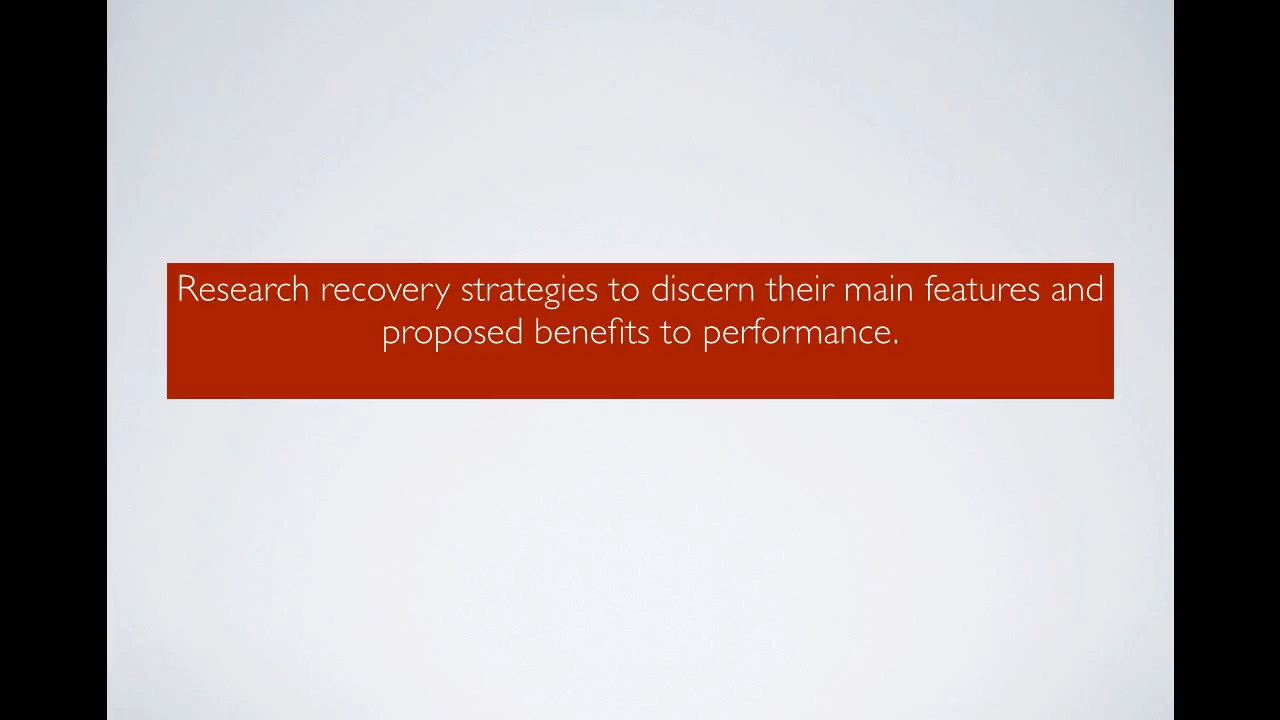 Research recovery strategies to discern their main features and
proposed benefits to performance.